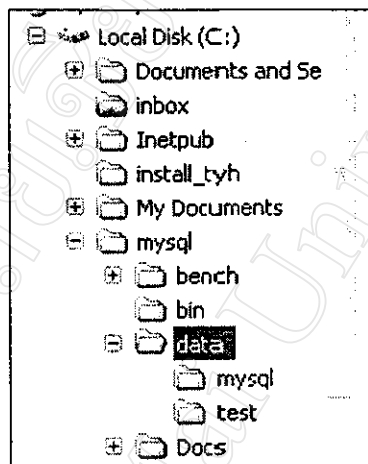 Local Disk (C:)
Documents and Se
inbox
Inetpub
install_tyh
My Documents
mysql
bench
bin
data
mysql
test
Docs